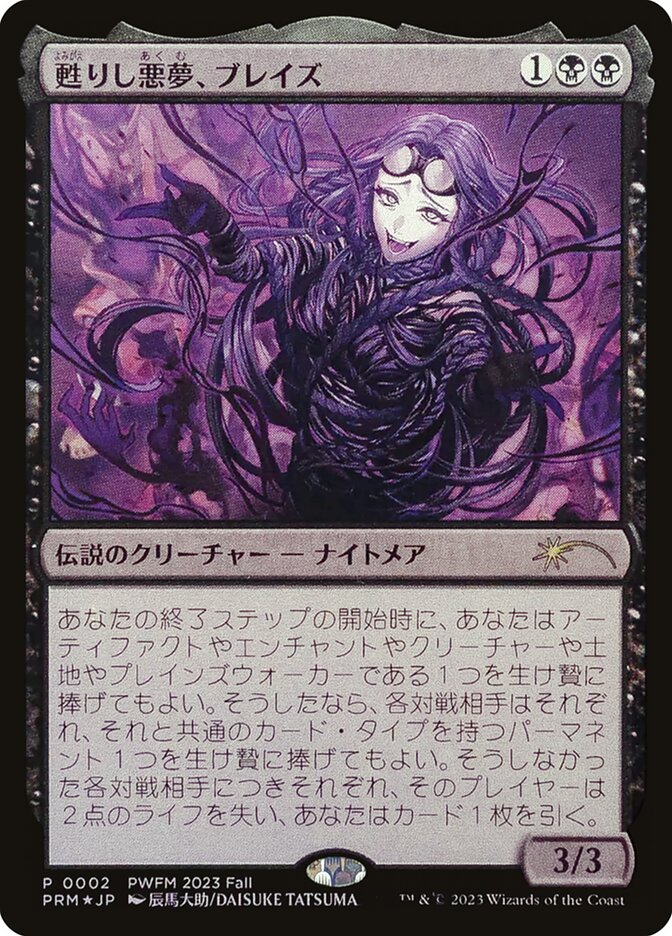 甦りし悪夢、ブレイズ 1
よみがえ あくむ
伝説のクリーチャー ― ナイトメア
あなたの終了ステップの開始時に、あなたはアー
ティファクトやエンチャントやクリーチャーや土
地やプレインズウォーカーである１つを生け贄に
捧げてもよい。そうしたなら、各対戦相手はそれぞ
れ、それと共通のカード・タイプを持つパーマネ
ント１つを生け贄に捧げてもよい。そうしなかっ
た各対戦相手につきそれぞれ、そのプレイヤーは
２点のライフを失い、あなたはカード１枚を引く。
3/3
P 0002 PWFM 2023 Fall
PRM★JP 辰馬大助/DAISUKE TATSUMA
™ & © 2023 Wizards of the Coast